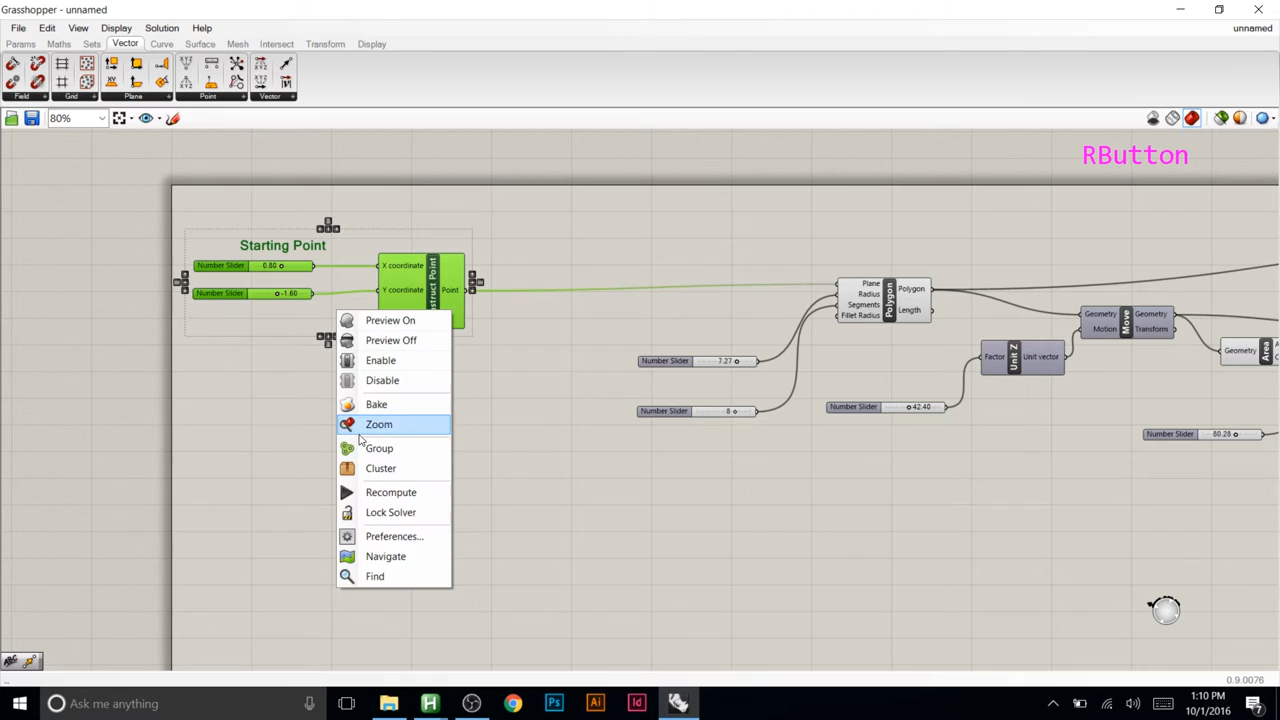 Grasshopper - unnamed
File Edit View Display Solution Help
unnamed
Params Maths Sets Vector Curve Surface Mesh Intersect Transform Display
Field Grid Plane Point Vector
80%
RButton
Starting Point
Number Slider 0.80
Number Slider -1.60
X coordinate
Y coordinate
Point
Preview On
Preview Off
Enable
Disable
Bake
Zoom
Group
Cluster
Recompute
Lock Solver
Preferences...
Navigate
Find
Number Slider 7.27
Number Slider 8
Plane
Radius
Segments
Fillet Radius
Polygon
Polygon
Length
Number Slider 42.40
Factor Unit Z Unit vector
Geometry
Motion
Move
Geometry
Transform
Geometry Area
Number Slider 80.28
0.9.0076
Ask me anything
Ps Ai Id
1:10 PM
10/1/2016